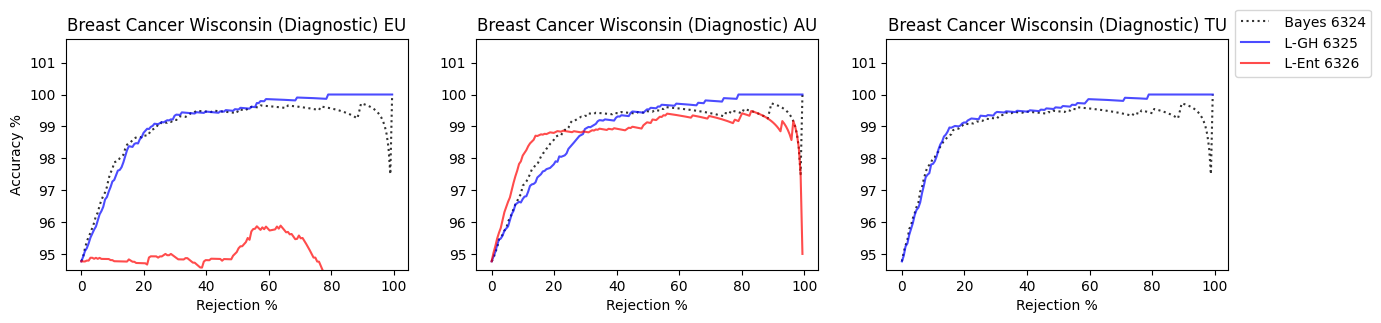 Breast Cancer Wisconsin (Diagnostic) EU
Breast Cancer Wisconsin (Diagnostic) AU
Breast Cancer Wisconsin (Diagnostic) TU
Bayes 6324
L-GH 6325
L-Ent 6326
Accuracy %
101
100
99
98
97
96
95
0 20 40 60 80 100
Rejection %
101
100
99
98
97
96
95
0 20 40 60 80 100
Rejection %
101
100
99
98
97
96
95
0 20 40 60 80 100
Rejection %